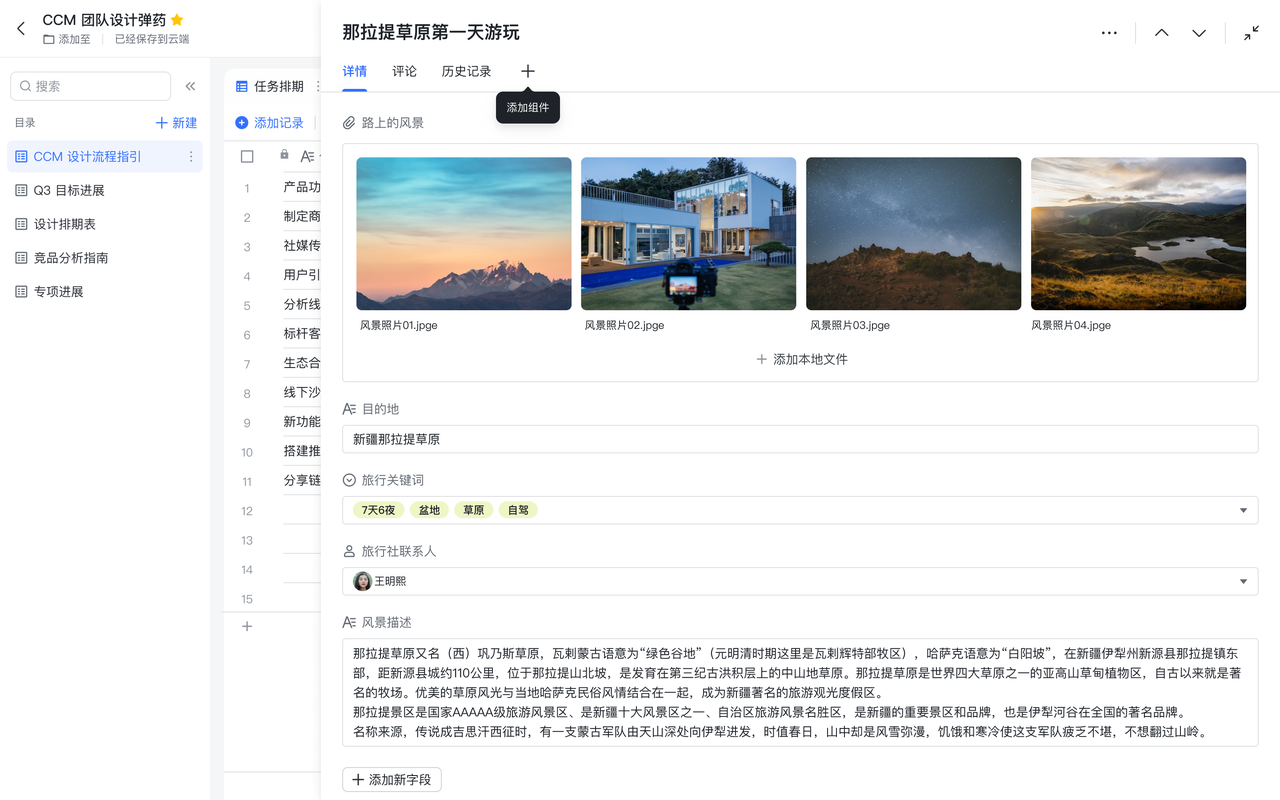 CCM 团队设计弹药
添加至
已经保存到云端
搜索
目录
新建
CCM 设计流程指引
Q3 目标进展
设计排期表
竞品分析指南
专项进展
任务排期
添加记录
1 产品功
2 制定商
3 社媒传
4 用户引
5 分析线
6 标杆客
7 生态合
8 线下沙
9 新功能
10 搭建推
11 分享链
12
13
14
15
那拉提草原第一天游玩
详情 评论 历史记录
添加组件
路上的风景
风景照片01.jpge
风景照片02.jpge
风景照片03.jpge
风景照片04.jpge
添加本地文件
目的地
新疆那拉提草原
旅行关键词
7天6夜 盆地 草原 自驾
旅行社联系人
王明熙
风景描述
那拉提草原又名（西）巩乃斯草原，瓦剌蒙古语意为“绿色谷地”（元明清时期这里是瓦剌辉特部牧区），哈萨克语意为“白阳坡”，在新疆伊犁州新源县那拉提镇东
部，距新源县城约110公里，位于那拉提山北坡，是发育在第三纪古洪积层上的中山地草原。那拉提草原是世界四大草原之一的亚高山草甸植物区，自古以来就是著
名的牧场。优美的草原风光与当地哈萨克民俗风情结合在一起，成为新疆著名的旅游观光度假区。
那拉提景区是国家AAAAA级旅游风景区、是新疆十大风景区之一、自治区旅游风景名胜区，是新疆的重要景区和品牌，也是伊犁河谷在全国的著名品牌。
名称来源，传说成吉思汗西征时，有一支蒙古军队由天山深处向伊犁进发，时值春日，山中却是风雪弥漫，饥饿和寒冷使这支军队疲乏不堪，不想翻过山岭。
添加新字段